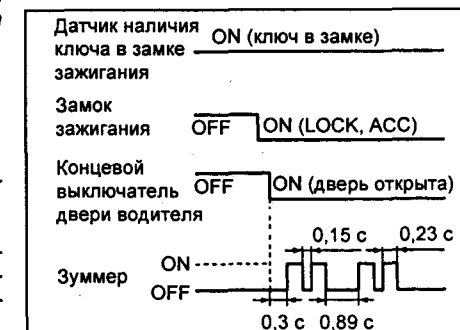 Датчик наличия
ключа в замке
зажигания
ON (ключ в замке)
Замок
зажигания
OFF
ON (LOCK, ACC)
Концевой
выключатель
двери водителя
OFF
ON (дверь открыта)
0,15 с
0,23 с
Зуммер
ON
OFF
0,3 с
0,89 с